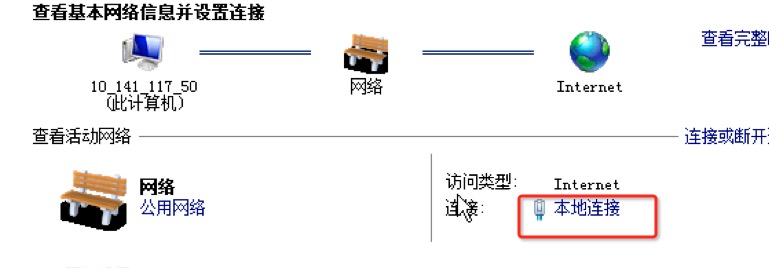 查看基本网络信息并设置连接
查看完整
10_141_117_50
(此计算机)
网络
Internet
查看活动网络
连接或断开
网络
公用网络
访问类型:
Internet
连接:
本地连接